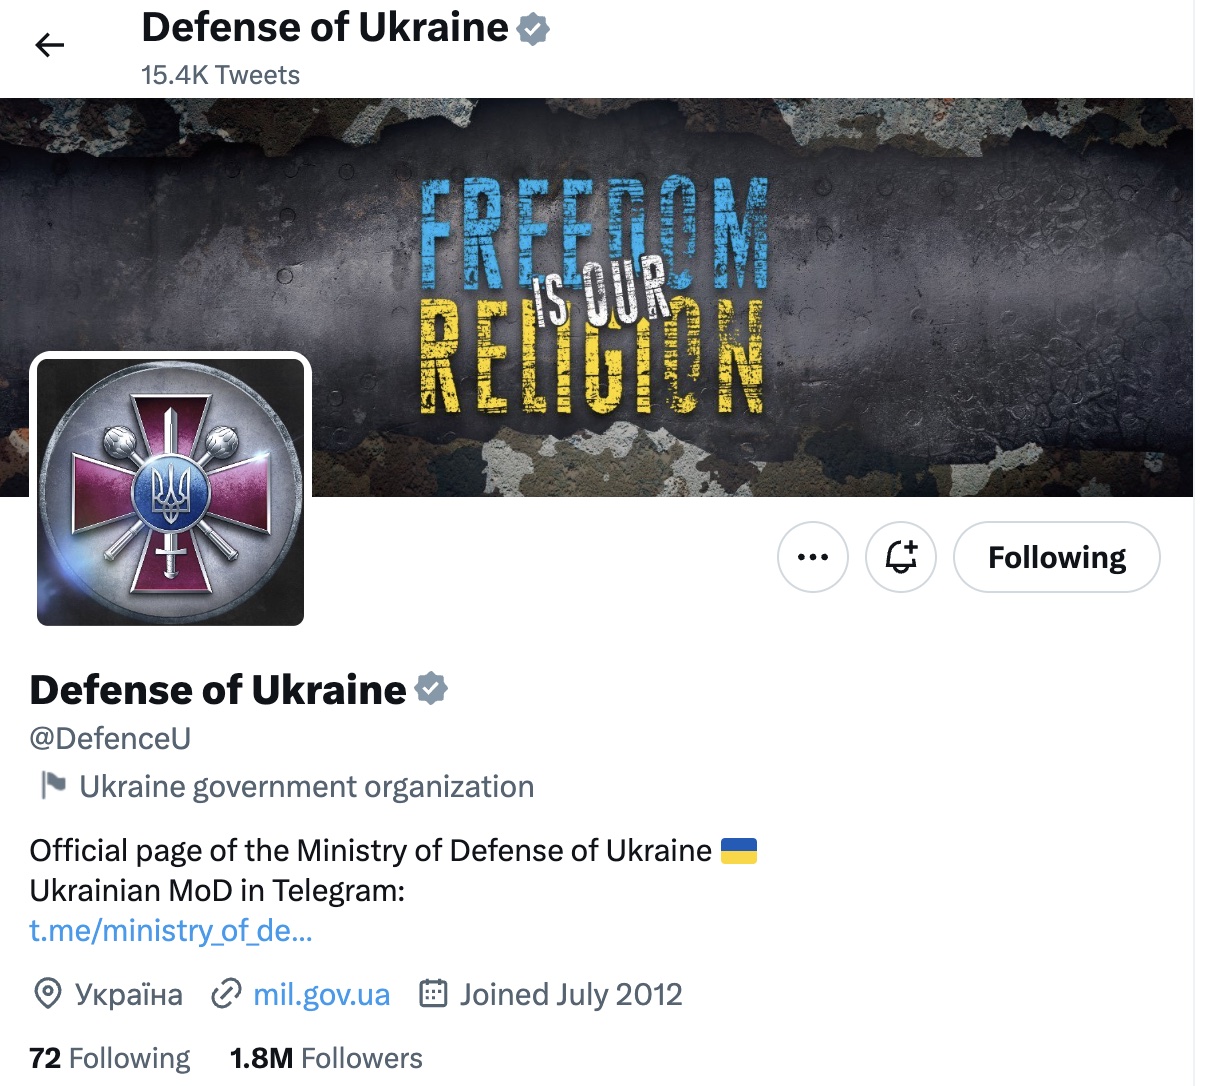 Defense of Ukraine
15.4K Tweets
FREEDOM
IS OUR
RELIGION
Following
Defense of Ukraine
@DefenceU
Ukraine government organization
Official page of the Ministry of Defense of Ukraine
Ukrainian MoD in Telegram:
t.me/ministry_of_de...
Україна mil.gov.ua Joined July 2012
72 Following 1.8M Followers